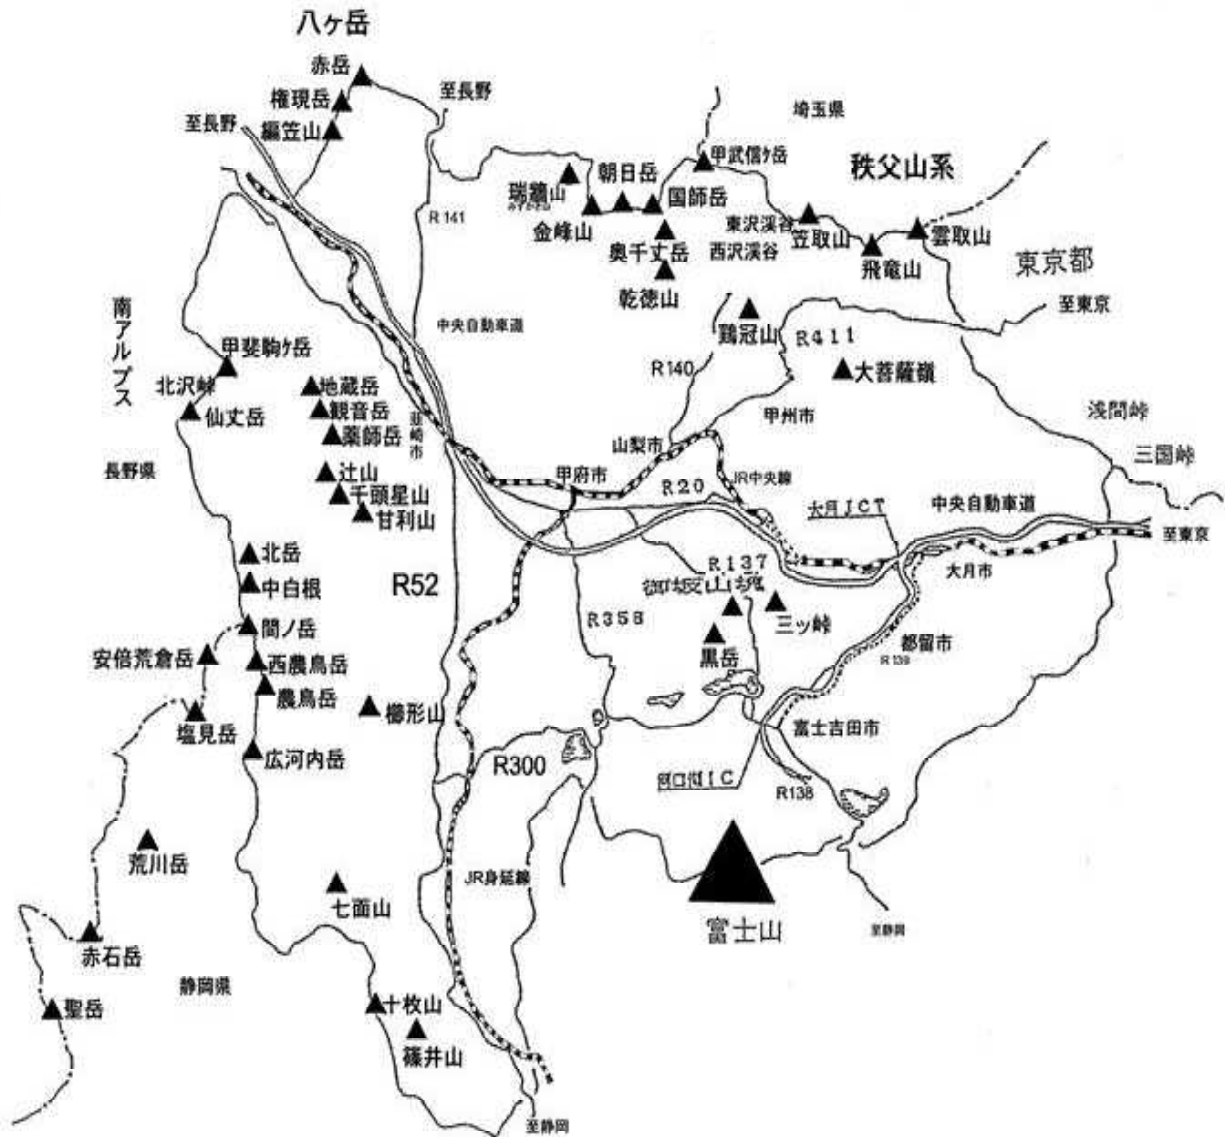 八ヶ岳
赤岳
権現岳
編笠山
至長野
至長野
埼玉県
甲武信ケ岳
秩父山系
朝日岳
瑞牆山
みずがきやま
国師岳
金峰山
R 141
東沢渓谷
笠取山
雲取山
奥千丈岳
西沢渓谷
飛竜山
東京都
乾徳山
至東京
南アルプス
中央自動車道
鶏冠山
R411
甲斐駒ケ岳
R140
大菩薩嶺
北沢峠
地蔵岳
仙丈岳
観音岳
甲州市
浅間峠
薬師岳
韮崎市
山梨市
三国峠
長野県
辻山
甲府市
JR中央線
R20
千頭星山
大月JCT
中央自動車道
甘利山
至東京
北岳
R137
大月市
中白根
R52
御坂山塊
間ノ岳
R358
三ッ峠
都留市
安倍荒倉岳
西農鳥岳
黒岳
R139
農鳥岳
塩見岳
櫛形山
富士吉田市
広河内岳
R300
河口湖IC
R138
荒川岳
JR身延線
七面山
富士山
至静岡
赤石岳
静岡県
聖岳
十枚山
篠井山
至静岡